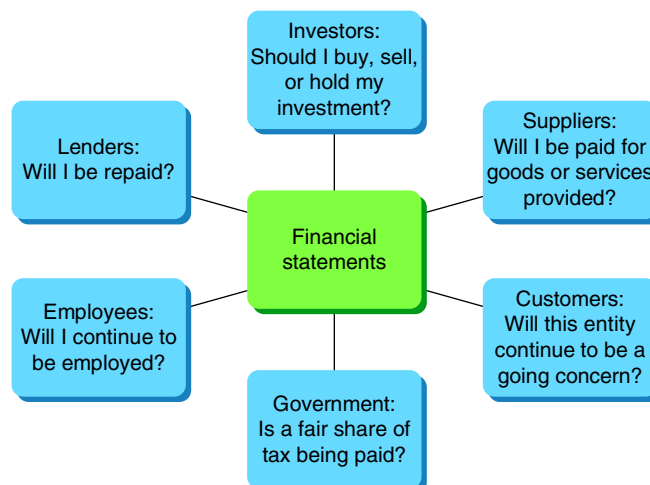 Investors:
Should I buy, sell,
or hold my
investment?
Lenders:
Will I be repaid?
Suppliers:
Will I be paid for
goods or services
provided?
Financial
statements
Employees:
Will I continue to
be employed?
Customers:
Will this entity
continue to be a
going concern?
Government:
Is a fair share of
tax being paid?